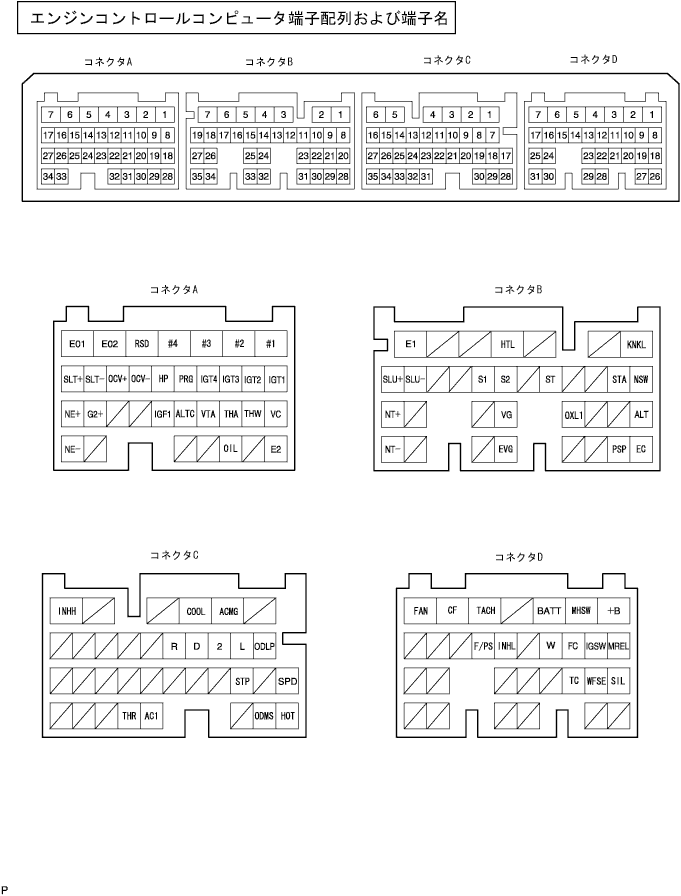 エンジンコントロールコンピュータ端子配列および端子名
コネクタA コネクタB コネクタC コネクタD
7 6 5 4 3 2 1 7 6 5 4 3 2 1 6 5 4 3 2 1 7 6 5 4 3 2 1
17 16 15 14 13 12 11 10 9 8 19 18 17 16 15 14 13 12 11 10 9 8 16 15 14 13 12 11 10 9 8 7 17 16 15 14 13 12 11 10 9 8
27 26 25 24 23 22 21 20 19 18 27 26 25 24 23 22 21 20 27 26 25 24 23 22 21 20 19 18 17 25 24 23 22 21 20 19 18
34 33 32 31 30 29 28 35 34 33 32 31 30 29 28 35 34 33 32 31 30 29 28 31 30 29 28 27 26
コネクタA
E01 E02 RSD #4 #3 #2 #1
SLT+ SLT- OCV+ OCV- HP PRG IGT4 IGT3 IGT2 IGT1
NE+ G2+ IGF1 ALTC VTA THA THW VC
NE- OIL E2
コネクタB
E1 HTL KNKL
SLU+ SLU- S1 S2 ST STA NSW
NT+ VG OXL1 ALT
NT- EVG PSP EC
コネクタC
INHH COOL ACMG
R D 2 L ODLP
STP SPD
THR AC1 ODMS HOT
コネクタD
FAN CF TACH BATT MHSW +B
F/PS INHL W FC IGSW MREL
TC WFSE SIL
P